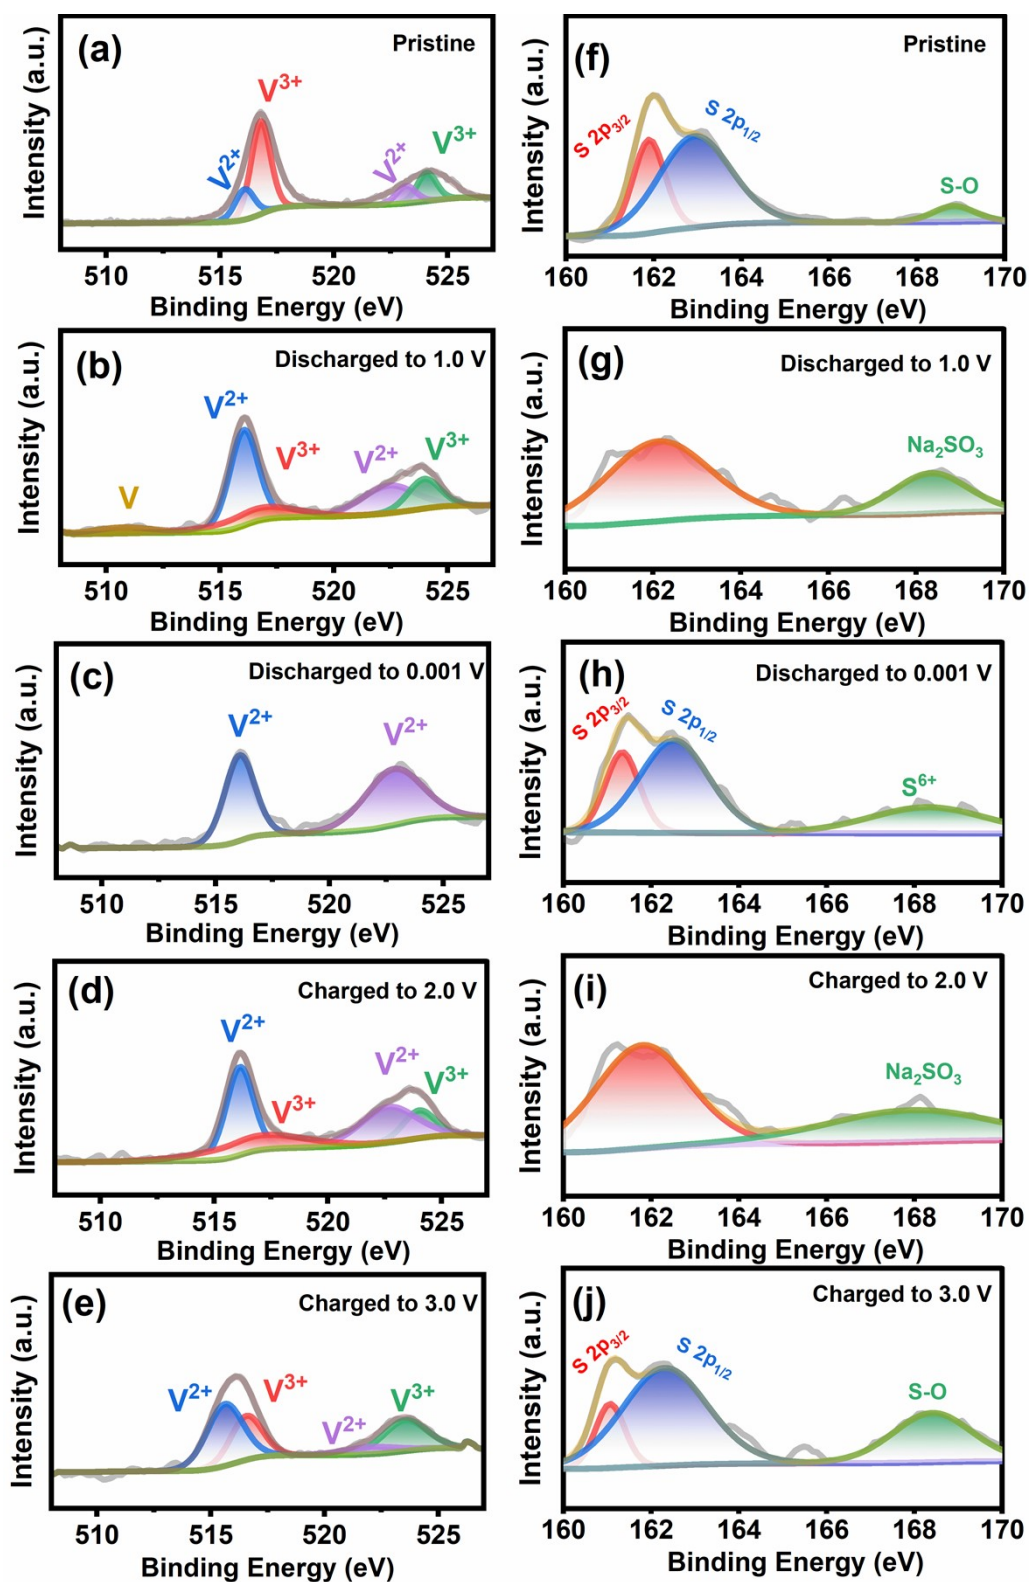 (a)
Pristine
V2+
V3+
V2+
V3+
Intensity (a.u.)
510 515 520 525
Binding Energy (eV)
(f)
Pristine
S 2p3/2
S 2p1/2
S-O
Intensity (a.u.)
160 162 164 166 168 170
Binding Energy (eV)
(b)
Discharged to 1.0 V
V
V2+
V3+
V2+
V3+
Intensity (a.u.)
510 515 520 525
Binding Energy (eV)
(g)
Discharged to 1.0 V
Na2SO3
Intensity (a.u.)
160 162 164 166 168 170
Binding Energy (eV)
(c)
Discharged to 0.001 V
V2+
V2+
Intensity (a.u.)
510 515 520 525
Binding Energy (eV)
(h)
Discharged to 0.001 V
S 2p3/2
S 2p1/2
S6+
Intensity (a.u.)
160 162 164 166 168 170
Binding Energy (eV)
(d)
Charged to 2.0 V
V2+
V3+
V2+
V3+
Intensity (a.u.)
510 515 520 525
Binding Energy (eV)
(i)
Charged to 2.0 V
Na2SO3
Intensity (a.u.)
160 162 164 166 168 170
Binding Energy (eV)
(e)
Charged to 3.0 V
V2+
V3+
V2+
V3+
Intensity (a.u.)
510 515 520 525
Binding Energy (eV)
(j)
Charged to 3.0 V
S 2p3/2
S 2p1/2
S-O
Intensity (a.u.)
160 162 164 166 168 170
Binding Energy (eV)